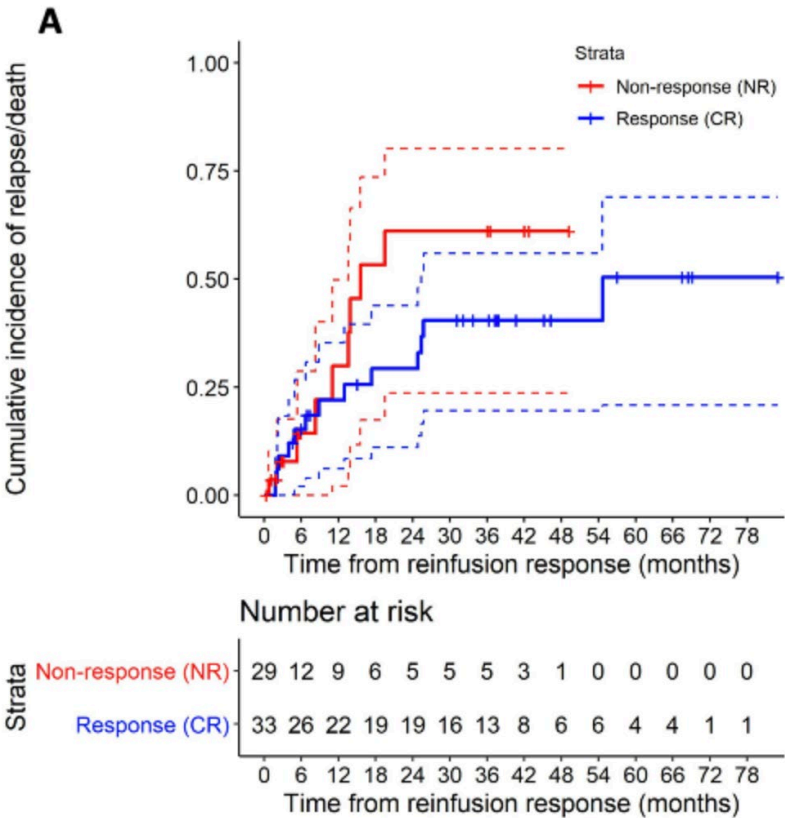 A
Cumulative incidence of relapse/death
1.00
0.75
0.50
0.25
0.00
Strata
Non-response (NR)
Response (CR)
0 6 12 18 24 30 36 42 48 54 60 66 72 78
Time from reinfusion response (months)
Number at risk
Strata
Non-response (NR) 29 12 9 6 5 5 5 3 1 0 0 0 0 0
Response (CR) 33 26 22 19 19 16 13 8 6 6 4 4 1 1
0 6 12 18 24 30 36 42 48 54 60 66 72 78
Time from reinfusion response (months)